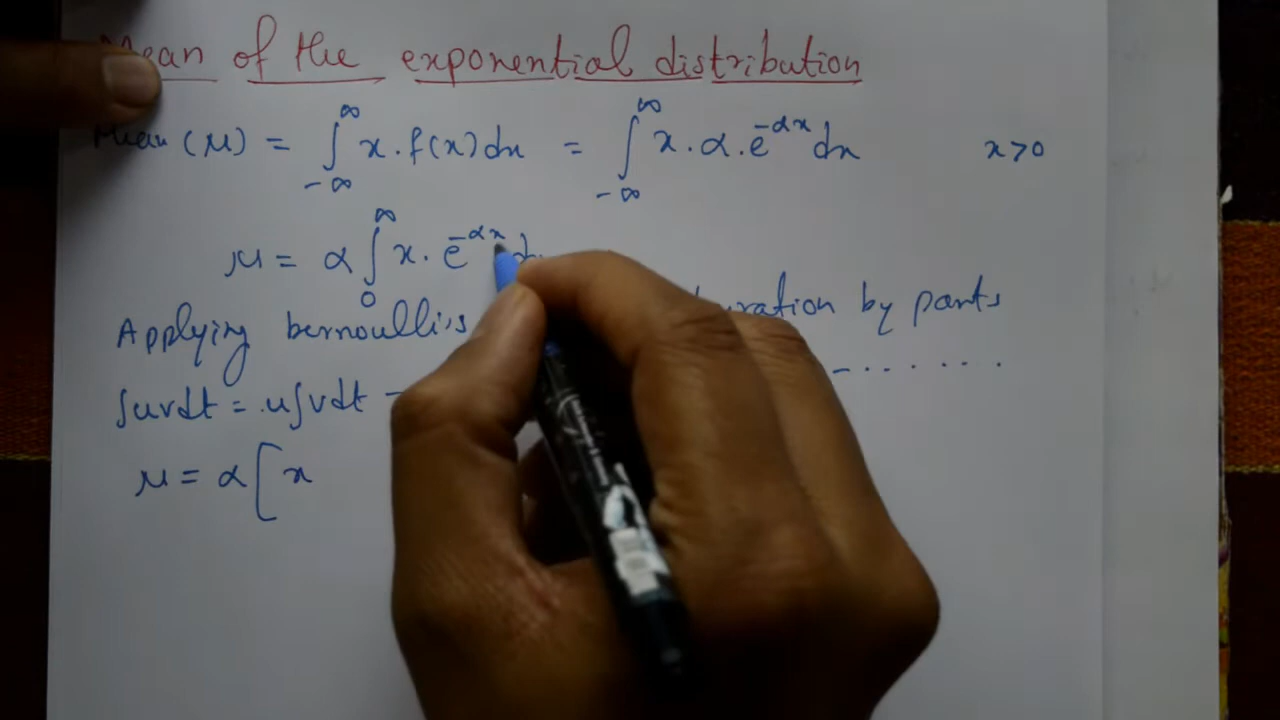 Mean of the exponential distribution
Mean (μ) = ∫_{-∞}^{∞} x . f(x) dx = ∫_{-∞}^{∞} x . α . e^{-αx} dx x > 0
μ = α ∫_{0}^{∞} x . e^{-αx} d
Applying bernoulli's by parts
∫uvdt = u∫vdt - - . . . . . . .
μ = α [ x